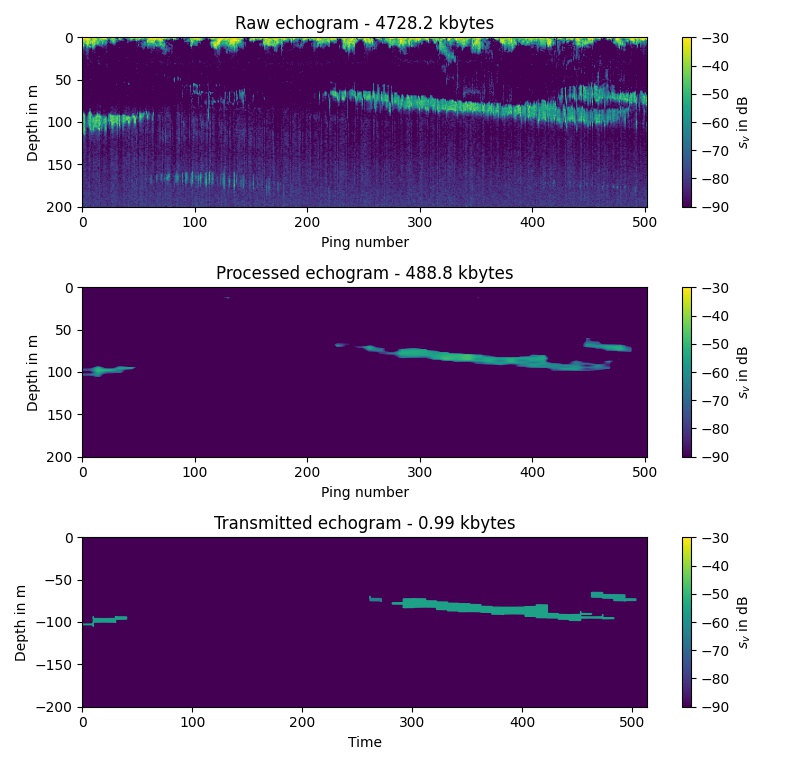 Raw echogram - 4728.2 kbytes
0
50
100
150
200
Depth in m
0 100 200 300 400 500
Ping number
−30
−40
−50
−60
−70
−80
−90
sv in dB
Processed echogram - 488.8 kbytes
0
50
100
150
200
Depth in m
0 100 200 300 400 500
Ping number
−30
−40
−50
−60
−70
−80
−90
sv in dB
Transmitted echogram - 0.99 kbytes
0
−50
−100
−150
−200
Depth in m
0 100 200 300 400 500
Time
−30
−40
−50
−60
−70
−80
−90
sv in dB